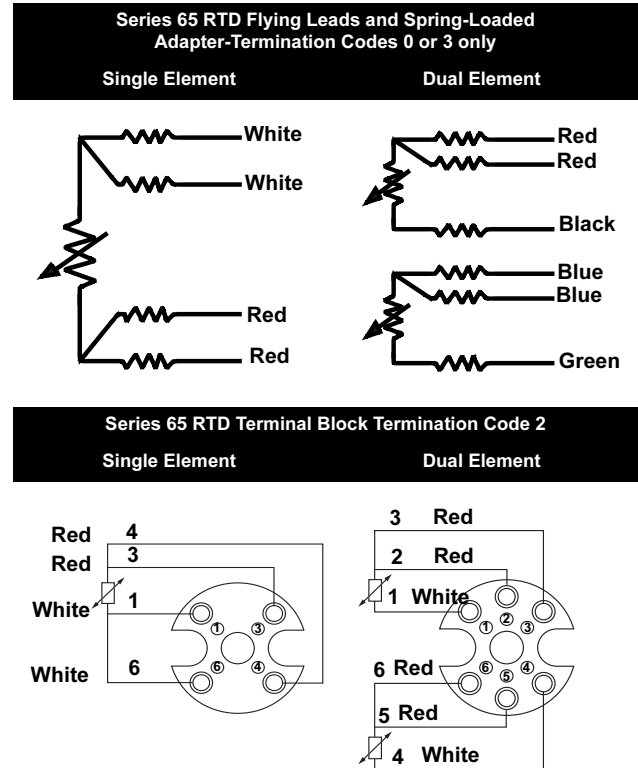 Series 65 RTD Flying Leads and Spring-Loaded
Adapter-Termination Codes 0 or 3 only
Single Element
Dual Element
White
White
Red
Red
Red
Red
Black
Blue
Blue
Green
Series 65 RTD Terminal Block Termination Code 2
Single Element
Dual Element
Red 4
Red 3
White 1
White 6
1 3
6 4
3 Red
2 Red
1 White
6 Red
5 Red
4 White
2
1 3
6 4
5